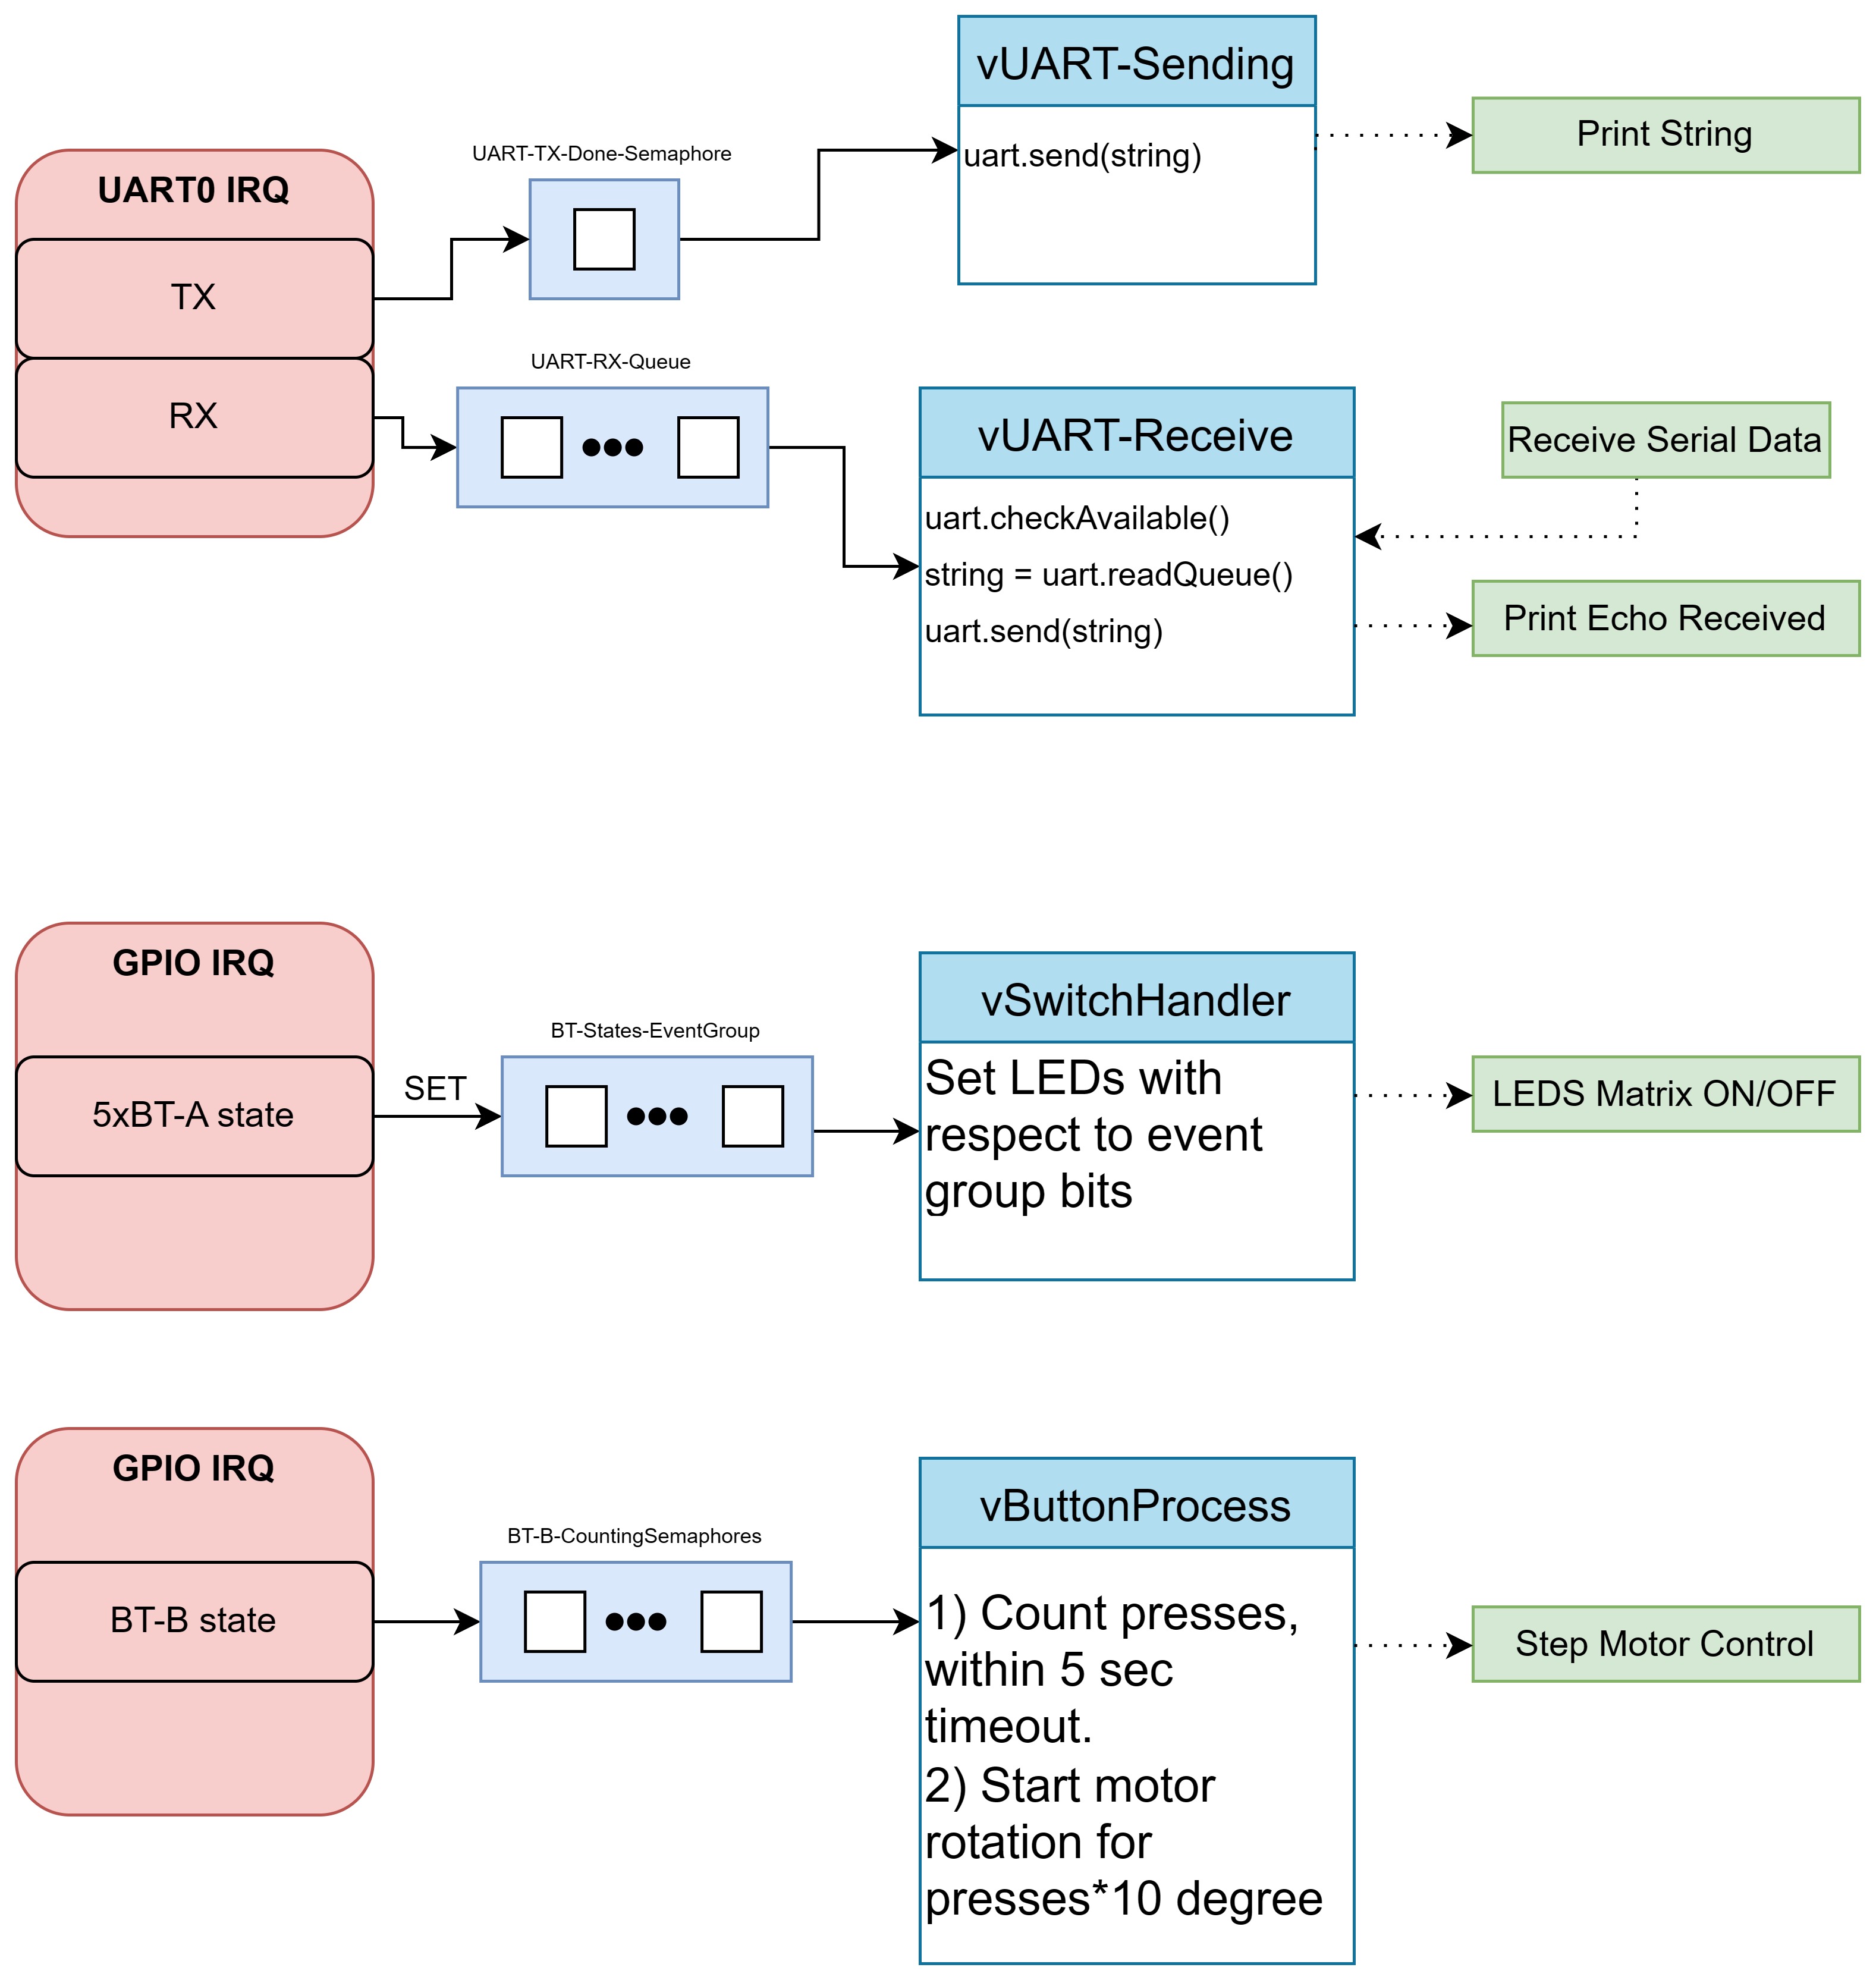 vUART-Sending
uart.send(string)
Print String
UART-TX-Done-Semaphore
UART0 IRQ
TX
RX
UART-RX-Queue
vUART-Receive
uart.checkAvailable()
string = uart.readQueue()
uart.send(string)
Receive Serial Data
Print Echo Received
GPIO IRQ
5xBT-A state
SET
BT-States-EventGroup
vSwitchHandler
Set LEDs with
respect to event
group bits
LEDS Matrix ON/OFF
GPIO IRQ
BT-B state
BT-B-CountingSemaphores
vButtonProcess
1) Count presses,
within 5 sec
timeout.
2) Start motor
rotation for
presses*10 degree
Step Motor Control